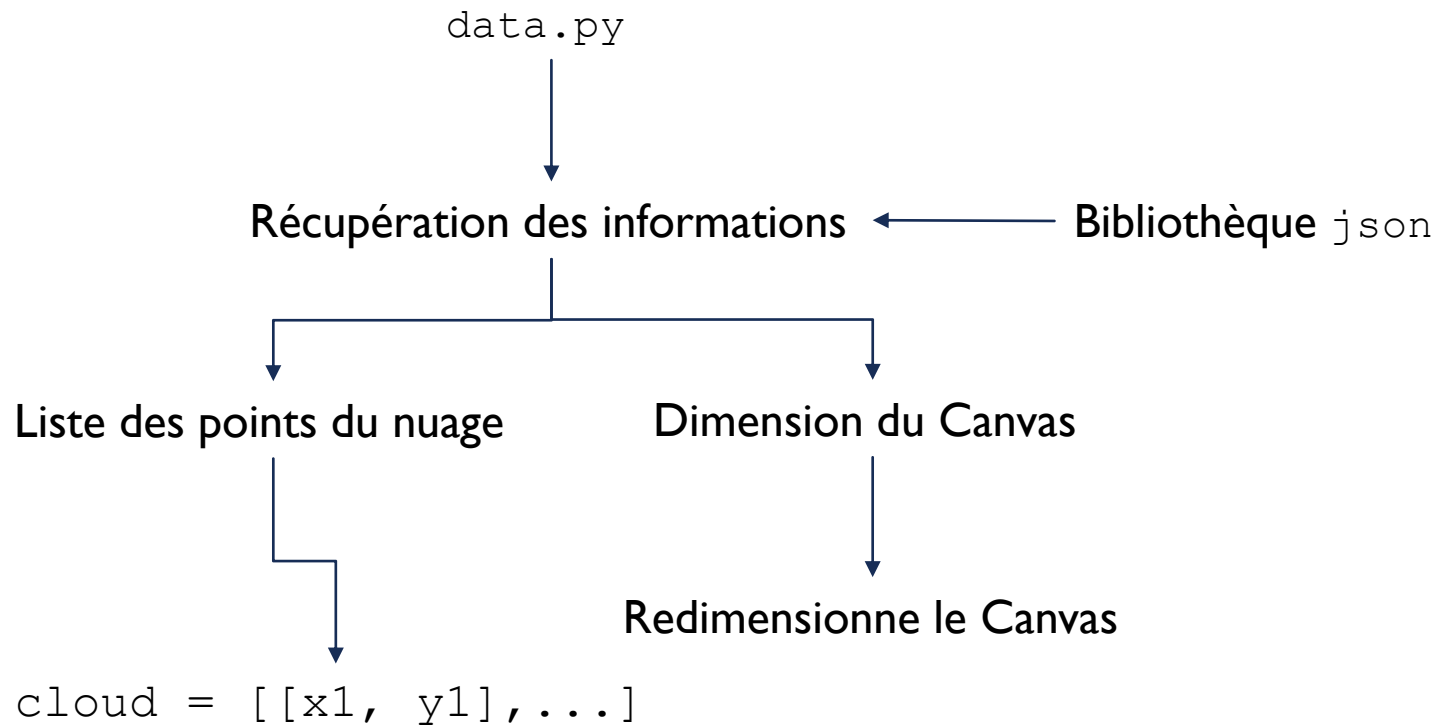 data.py
Récupération des informations
Bibliothèque json
Liste des points du nuage
Dimension du Canvas
Redimensionne le Canvas
cloud = [[x1, y1],...]